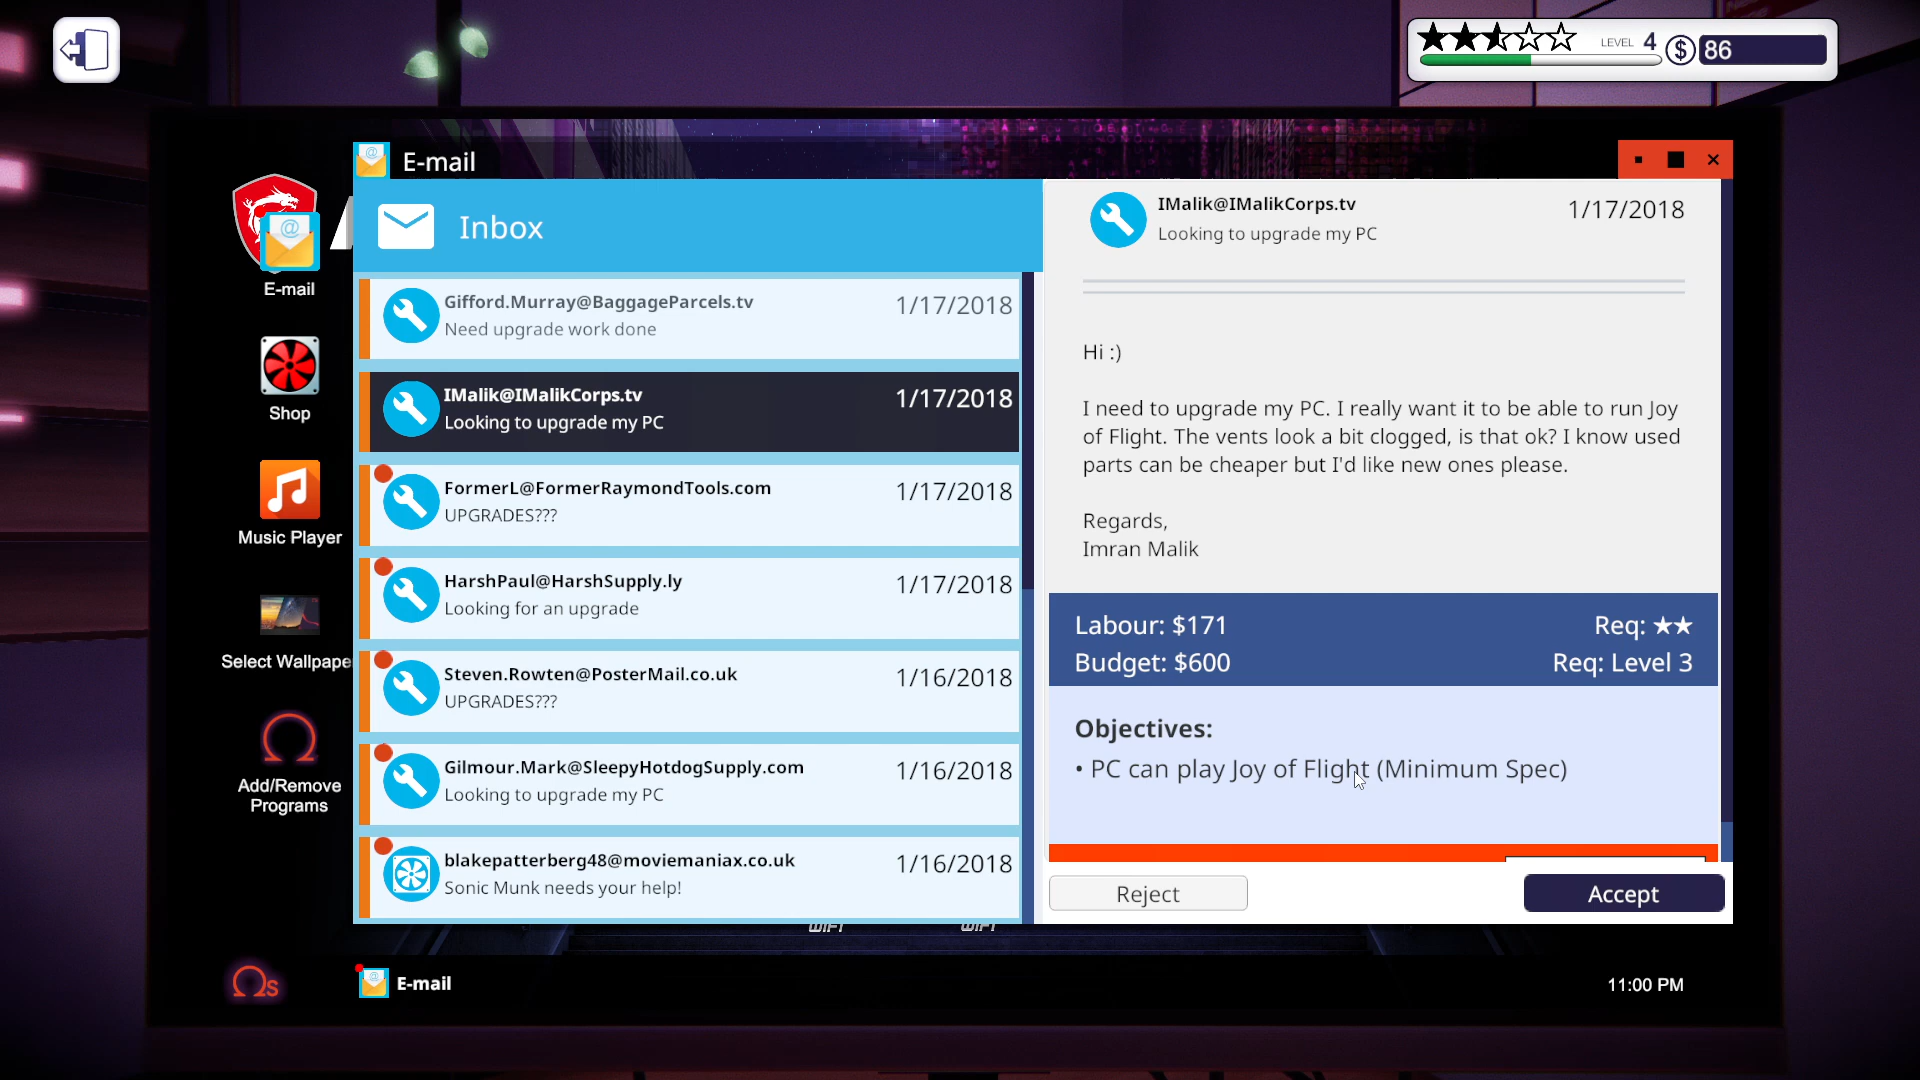 LEVEL 4
$ 86
E-mail
Inbox
Gifford.Murray@BaggageParcels.tv 1/17/2018
Need upgrade work done
IMalik@IMalikCorps.tv 1/17/2018
Looking to upgrade my PC
FormerL@FormerRaymondTools.com 1/17/2018
UPGRADES???
HarshPaul@HarshSupply.ly 1/17/2018
Looking for an upgrade
Steven.Rowten@PosterMail.co.uk 1/16/2018
UPGRADES???
Gilmour.Mark@SleepyHotdogSupply.com 1/16/2018
Looking to upgrade my PC
blakepatterberg48@moviemaniax.co.uk 1/16/2018
Sonic Munk needs your help!
IMalik@IMalikCorps.tv 1/17/2018
Looking to upgrade my PC
Hi :)
I need to upgrade my PC. I really want it to be able to run Joy
of Flight. The vents look a bit clogged, is that ok? I know used
parts can be cheaper but I'd like new ones please.
Regards,
Imran Malik
Labour: $171 Req: ★★
Budget: $600 Req: Level 3
Objectives:
• PC can play Joy of Flight (Minimum Spec)
Reject Accept
E-mail
Shop
Music Player
Select Wallpape
Add/Remove
Programs
WiFi WiFi
Ωs E-mail 11:00 PM